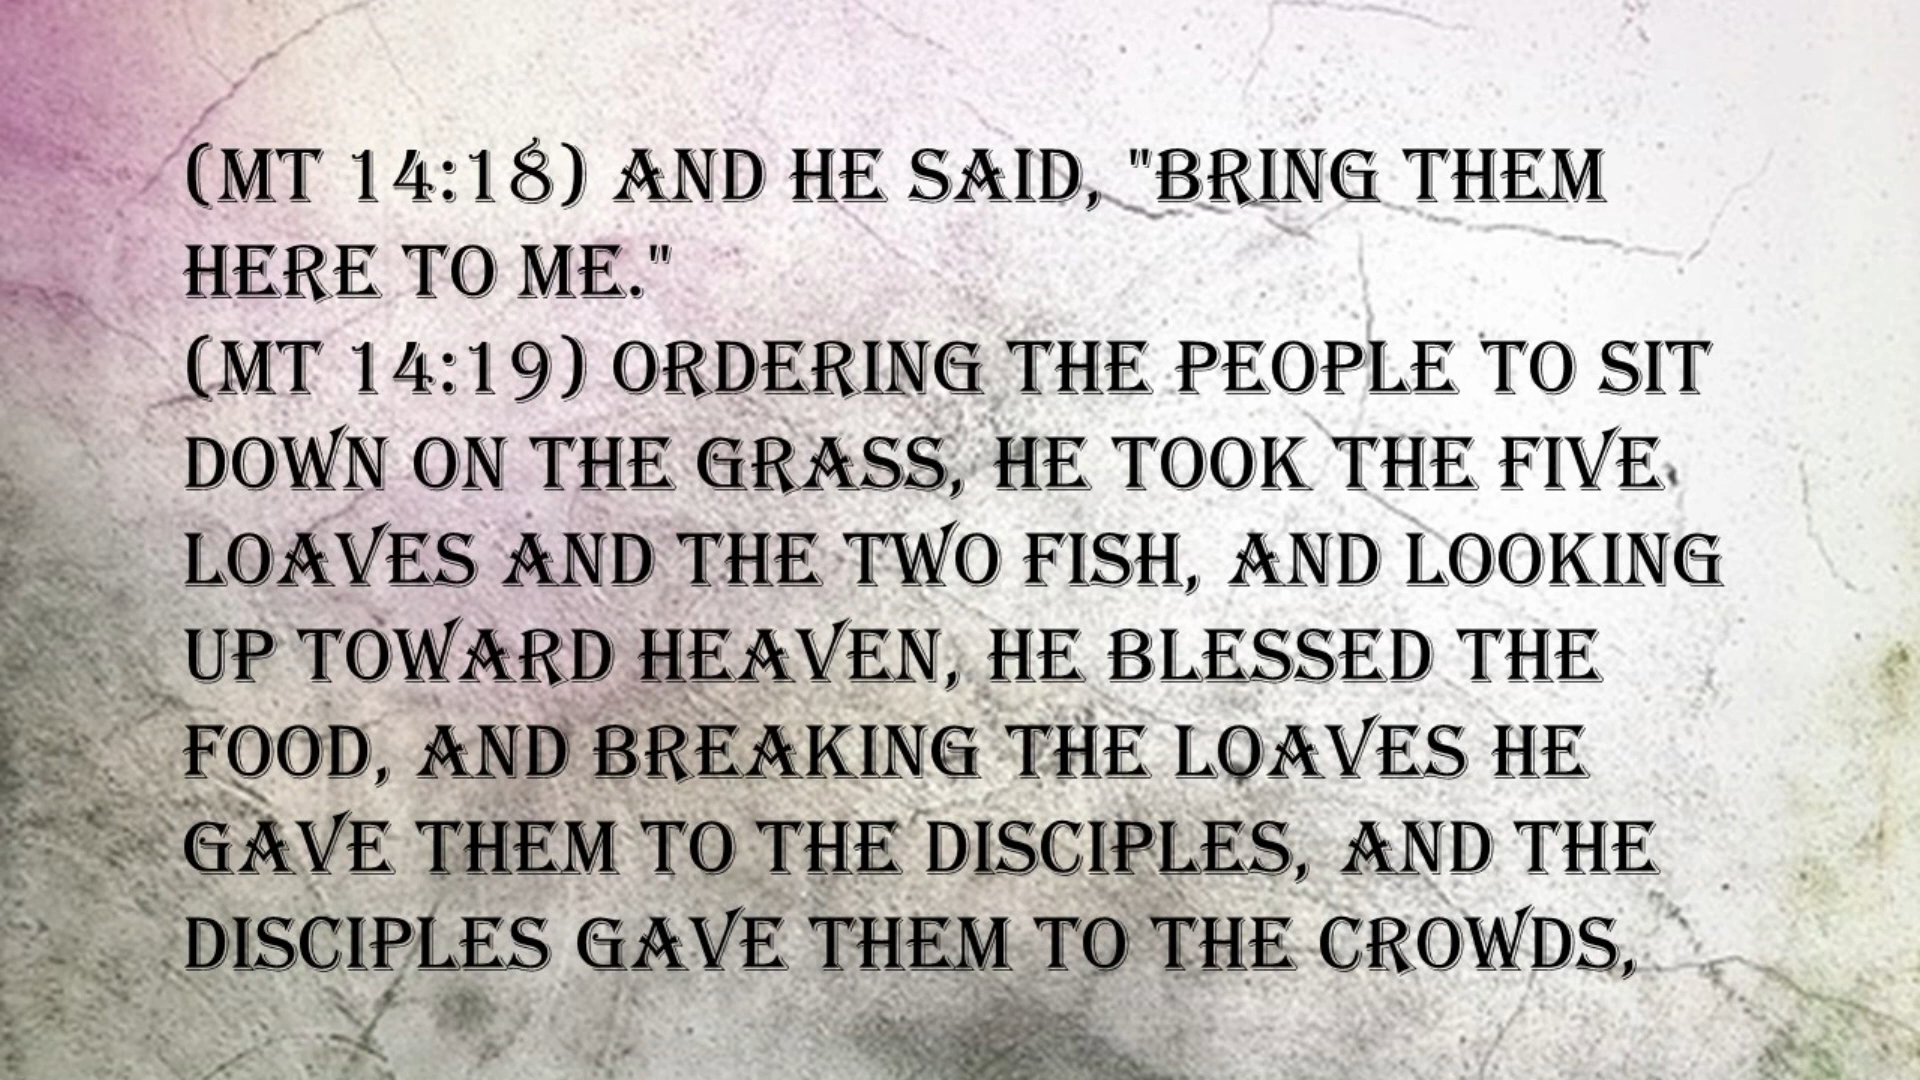 (MT 14:18) AND HE SAID, "BRING THEM
HERE TO ME."
(MT 14:19) ORDERING THE PEOPLE TO SIT
DOWN ON THE GRASS, HE TOOK THE FIVE
LOAVES AND THE TWO FISH, AND LOOKING
UP TOWARD HEAVEN, HE BLESSED THE
FOOD, AND BREAKING THE LOAVES HE
GAVE THEM TO THE DISCIPLES, AND THE
DISCIPLES GAVE THEM TO THE CROWDS,